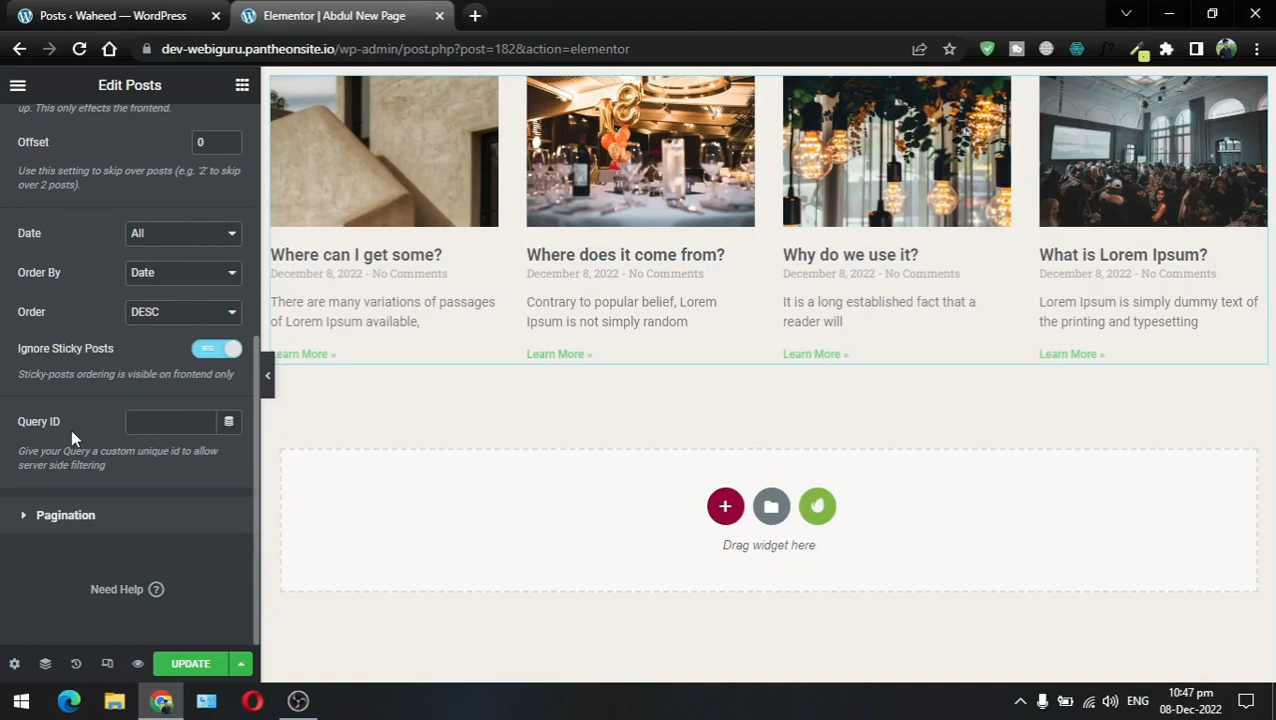 Posts ‹ Waheed — WordPress
Elementor | Abdul New Page
dev-webiguru.pantheonsite.io/wp-admin/post.php?post=182&action=elementor
Edit Posts
up. This only effects the frontend.
Offset
0
Use this setting to skip over posts (e.g. '2' to skip
over 2 posts).
Date
All
Order By
Date
Order
DESC
Ignore Sticky Posts
YES
Sticky-posts ordering is visible on frontend only
Query ID
Give your Query a custom unique id to allow
server side filtering
Pagination
Need Help ?
UPDATE
Where can I get some?
December 8, 2022 - No Comments
There are many variations of passages
of Lorem Ipsum available,
Learn More »
Where does it come from?
December 8, 2022 - No Comments
Contrary to popular belief, Lorem
Ipsum is not simply random
Learn More »
Why do we use it?
December 8, 2022 - No Comments
It is a long established fact that a
reader will
Learn More »
What is Lorem Ipsum?
December 8, 2022 - No Comments
Lorem Ipsum is simply dummy text of
the printing and typesetting
Learn More »
Drag widget here
ENG
10:47 pm
08-Dec-2022